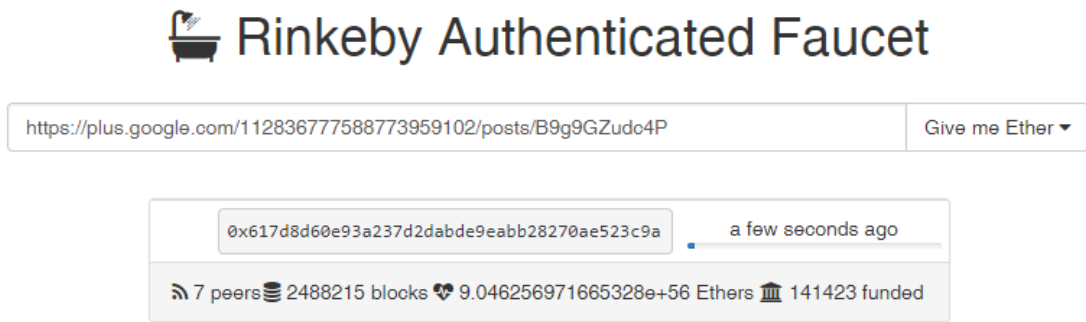 Rinkeby Authenticated Faucet
https://plus.google.com/112836777588773959102/posts/B9g9GZudc4P Give me Ether
0x617d8d60e93a237d2dabde9eabb28270ae523c9a a few seconds ago
7 peers 2488215 blocks 9.046256971665328e+56 Ethers 141423 funded